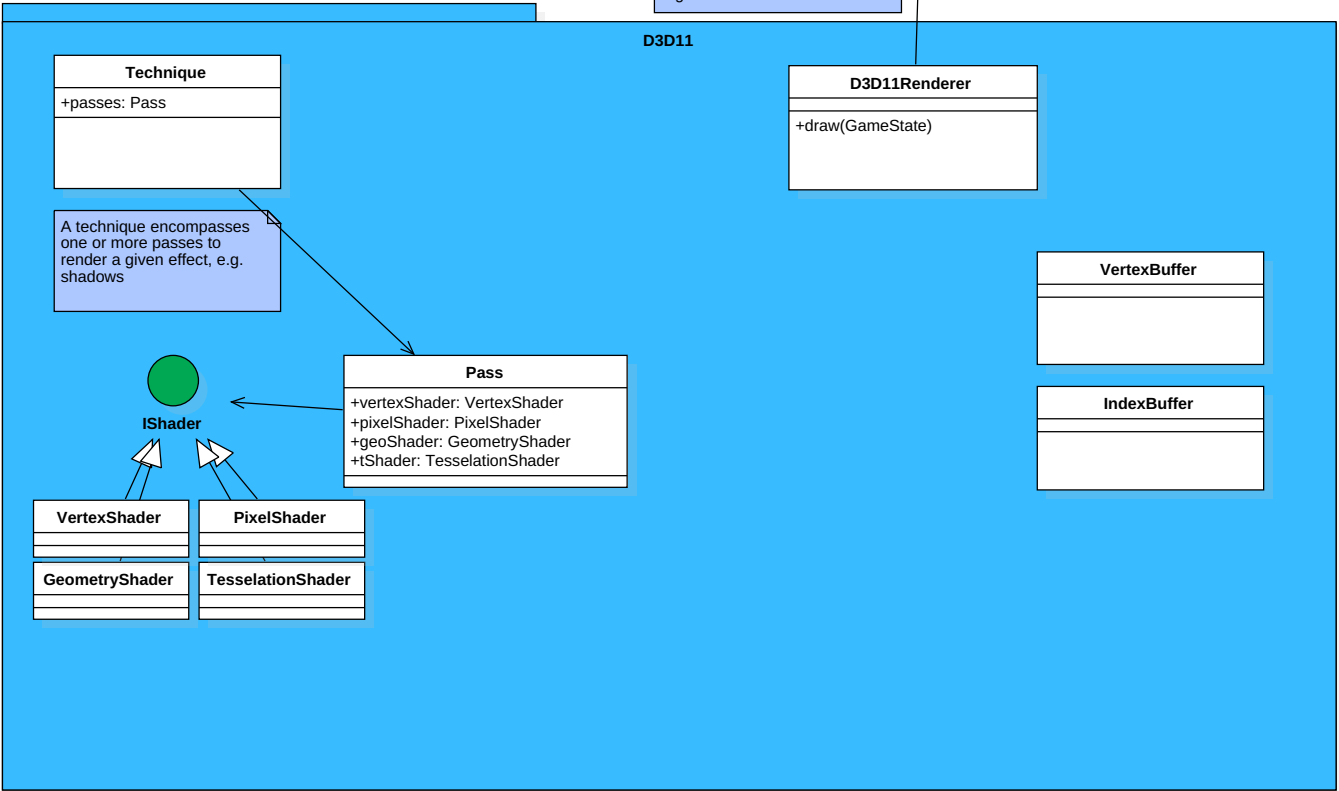 D3D11
Technique
+passes: Pass
D3D11Renderer
+draw(GameState)
A technique encompasses
one or more passes to
render a given effect, e.g.
shadows
VertexBuffer
IndexBuffer
IShader
Pass
+vertexShader: VertexShader
+pixelShader: PixelShader
+geoShader: GeometryShader
+tShader: TesselationShader
VertexShader
PixelShader
GeometryShader
TesselationShader